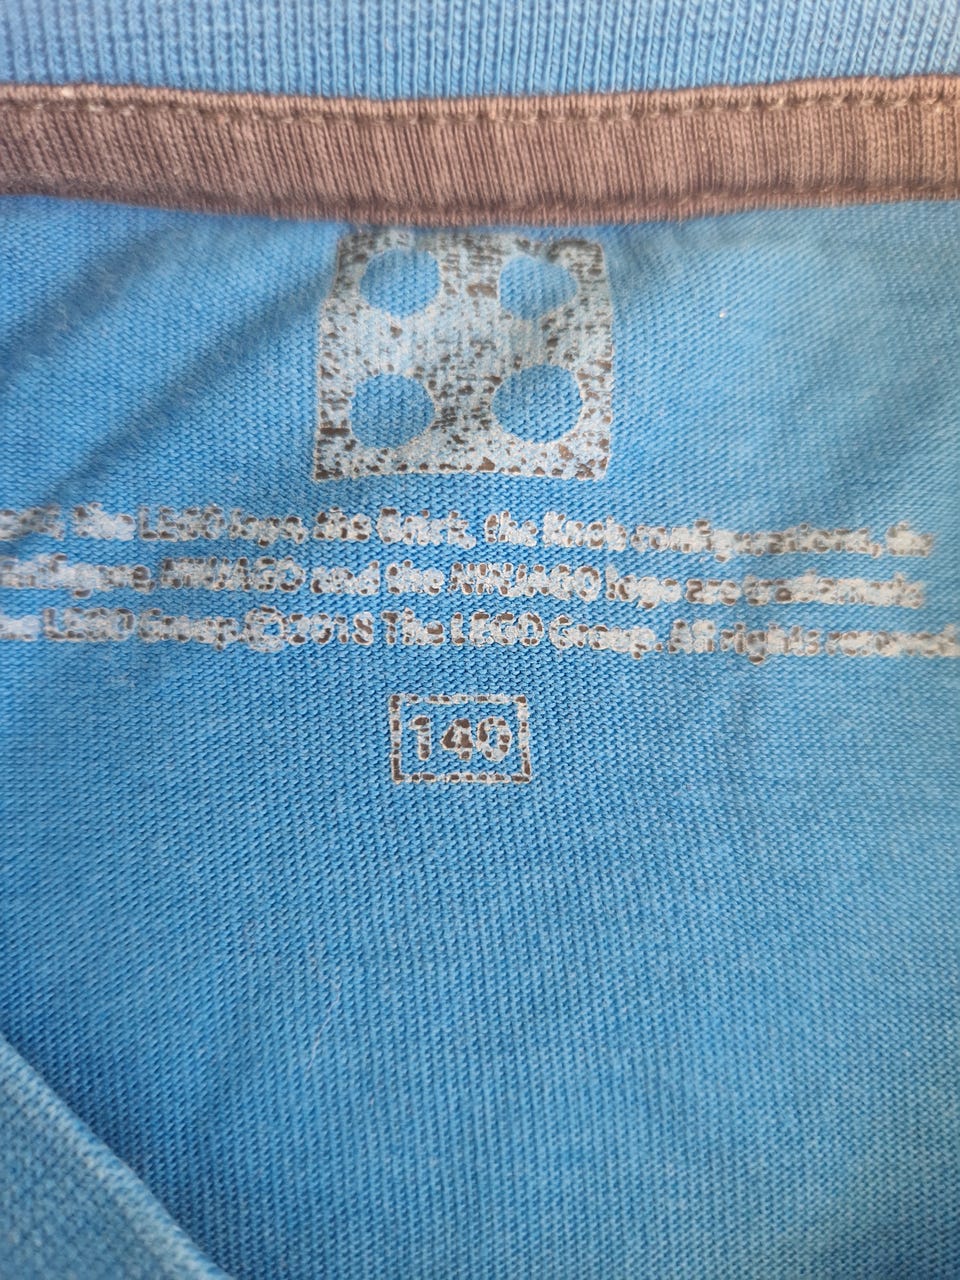 the LEGO logo, the Brick, the Knob configurations, the
Minifigure, NINJAGO and the NINJAGO logo are trademarks
LEGO Group. ©2018 The LEGO Group. All rights reserved
140